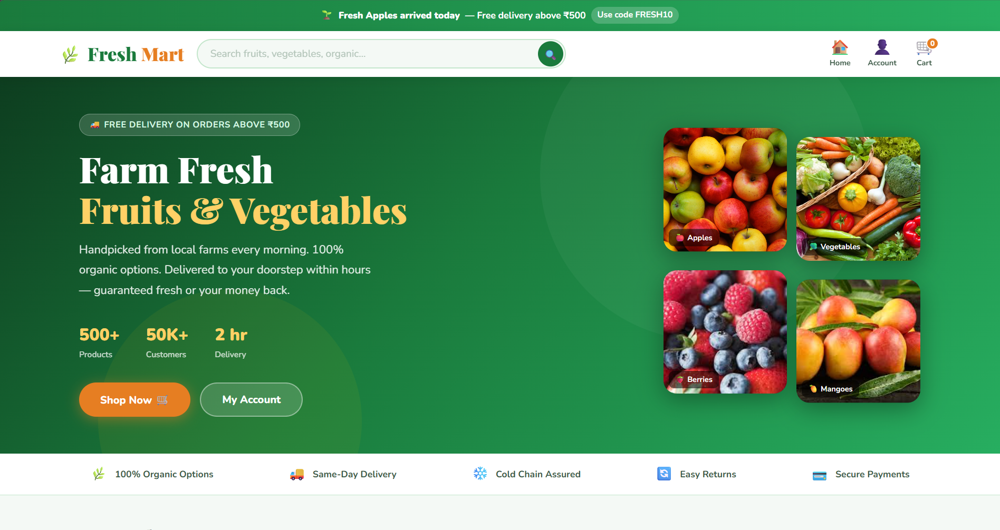 Fresh Apples arrived today — Free delivery above ₹500 Use code FRESH10
Fresh Mart
Search fruits, vegetables, organic...
Home
Account
0
Cart
FREE DELIVERY ON ORDERS ABOVE ₹500
Farm Fresh
Fruits & Vegetables
Handpicked from local farms every morning. 100%
organic options. Delivered to your doorstep within hours
— guaranteed fresh or your money back.
500+
Products
50K+
Customers
2 hr
Delivery
Shop Now
My Account
Apples
Vegetables
Berries
Mangoes
100% Organic Options
Same-Day Delivery
Cold Chain Assured
Easy Returns
Secure Payments